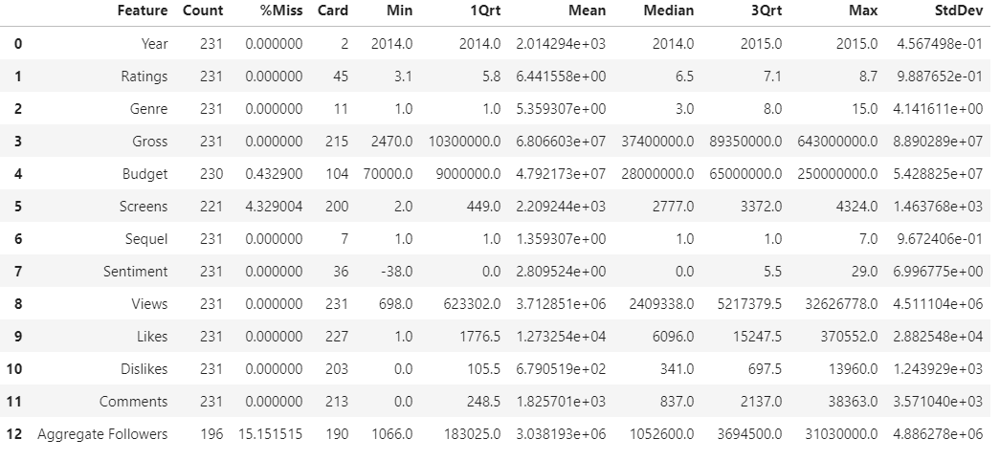 Feature Count %Miss Card Min 1Qrt Mean Median 3Qrt Max StdDev
0 Year 231 0.000000 2 2014.0 2014.0 2.014294e+03 2014.0 2015.0 2015.0 4.567498e-01
1 Ratings 231 0.000000 45 3.1 5.8 6.441558e+00 6.5 7.1 8.7 9.887652e-01
2 Genre 231 0.000000 11 1.0 1.0 5.359307e+00 3.0 8.0 15.0 4.141611e+00
3 Gross 231 0.000000 215 2470.0 10300000.0 6.806603e+07 37400000.0 89350000.0 643000000.0 8.890289e+07
4 Budget 230 0.432900 104 70000.0 9000000.0 4.792173e+07 28000000.0 65000000.0 250000000.0 5.428825e+07
5 Screens 221 4.329004 200 2.0 449.0 2.209244e+03 2777.0 3372.0 4324.0 1.463768e+03
6 Sequel 231 0.000000 7 1.0 1.0 1.359307e+00 1.0 1.0 7.0 9.672406e-01
7 Sentiment 231 0.000000 36 -38.0 0.0 2.809524e+00 0.0 5.5 29.0 6.996775e+00
8 Views 231 0.000000 231 698.0 623302.0 3.712851e+06 2409338.0 5217379.5 32626778.0 4.511104e+06
9 Likes 231 0.000000 227 1.0 1776.5 1.273254e+04 6096.0 15247.5 370552.0 2.882548e+04
10 Dislikes 231 0.000000 203 0.0 105.5 6.790519e+02 341.0 697.5 13960.0 1.243929e+03
11 Comments 231 0.000000 213 0.0 248.5 1.825701e+03 837.0 2137.0 38363.0 3.571040e+03
12 Aggregate Followers 196 15.151515 190 1066.0 183025.0 3.038193e+06 1052600.0 3694500.0 31030000.0 4.886278e+06